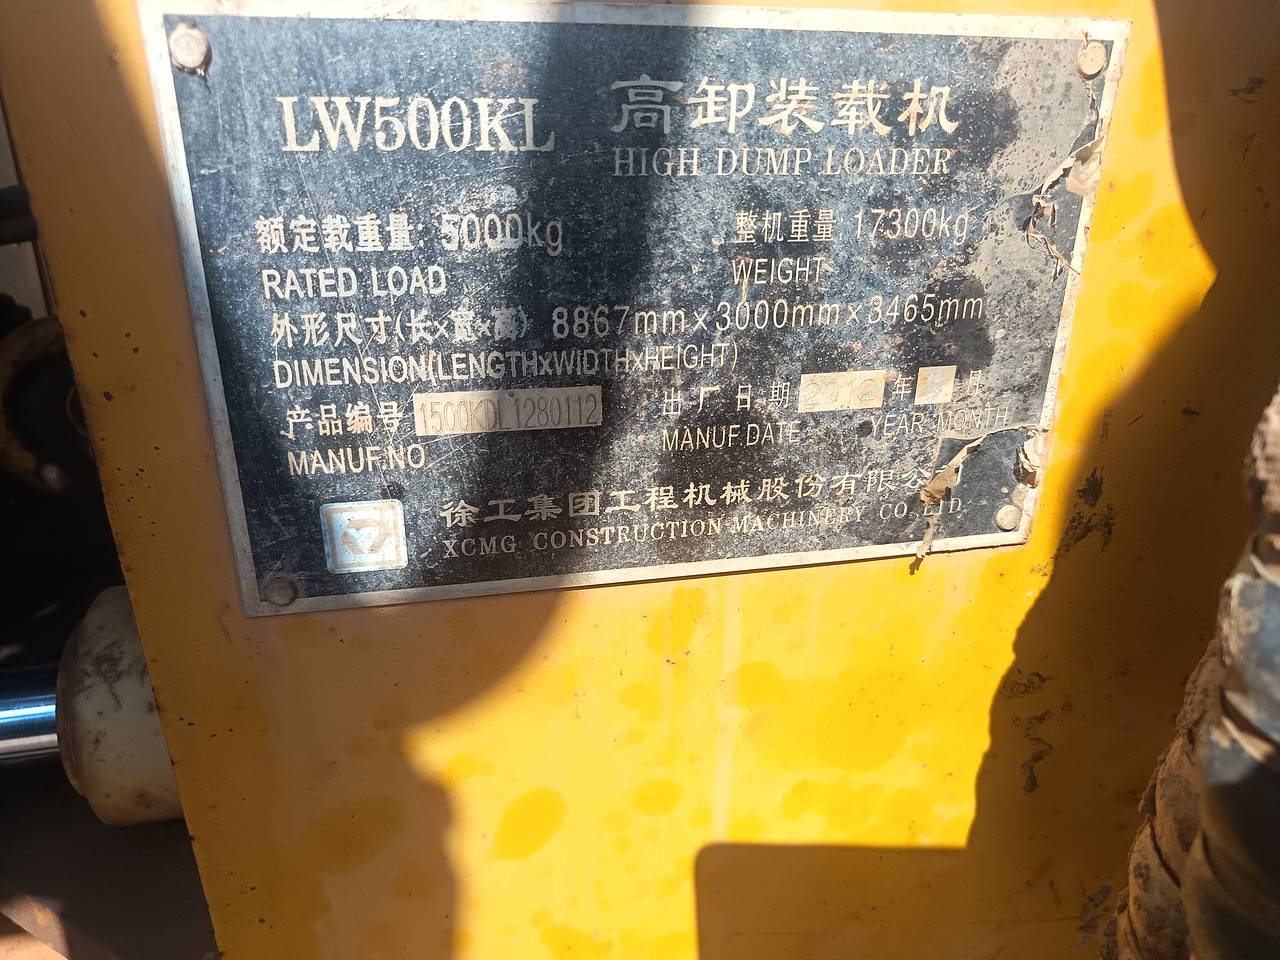 LW500KL 高卸装载机
HIGH DUMP LOADER
额定载重量: 5000kg 整机重量: 17300kg
RATED LOAD WEIGHT
外形尺寸(长x宽x高) 8867mm x 3000mm x 3465mm
DIMENSION(LENGTHxWIDTHxHEIGHT)
产品编号 1500KDL1280112 出厂日期 2012 年 月
MANUF.NO. MANUF.DATE YEAR MONTH
徐工集团工程机械股份有限公
XCMG CONSTRUCTION MACHINERY CO.,LTD.